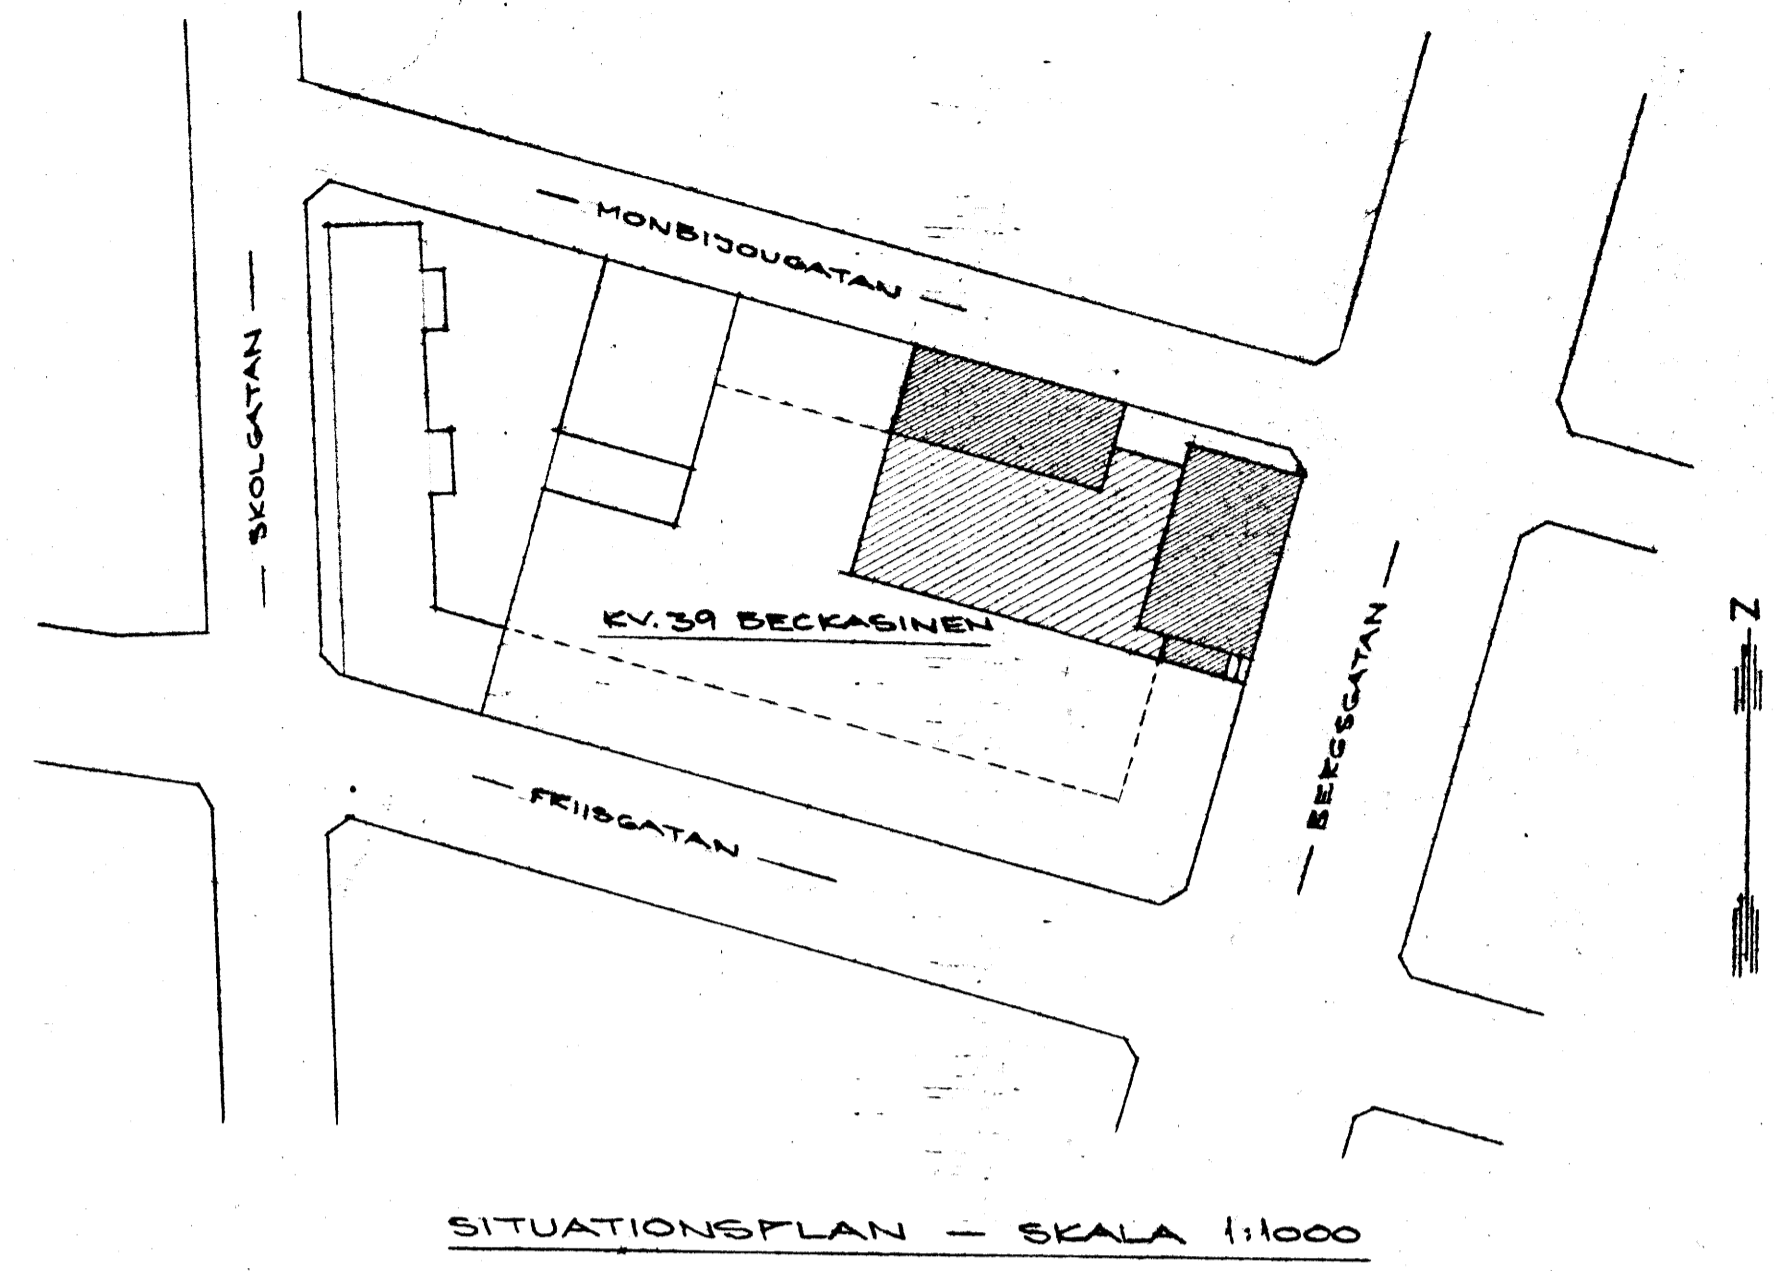 — MONBIJOUGATAN —
— SKOLGATAN —
KV. 39 BECKASINEN
— BERGSGATAN —
N
— FRIISGATAN —
SITUATIONSPLAN — SKALA 1:1000